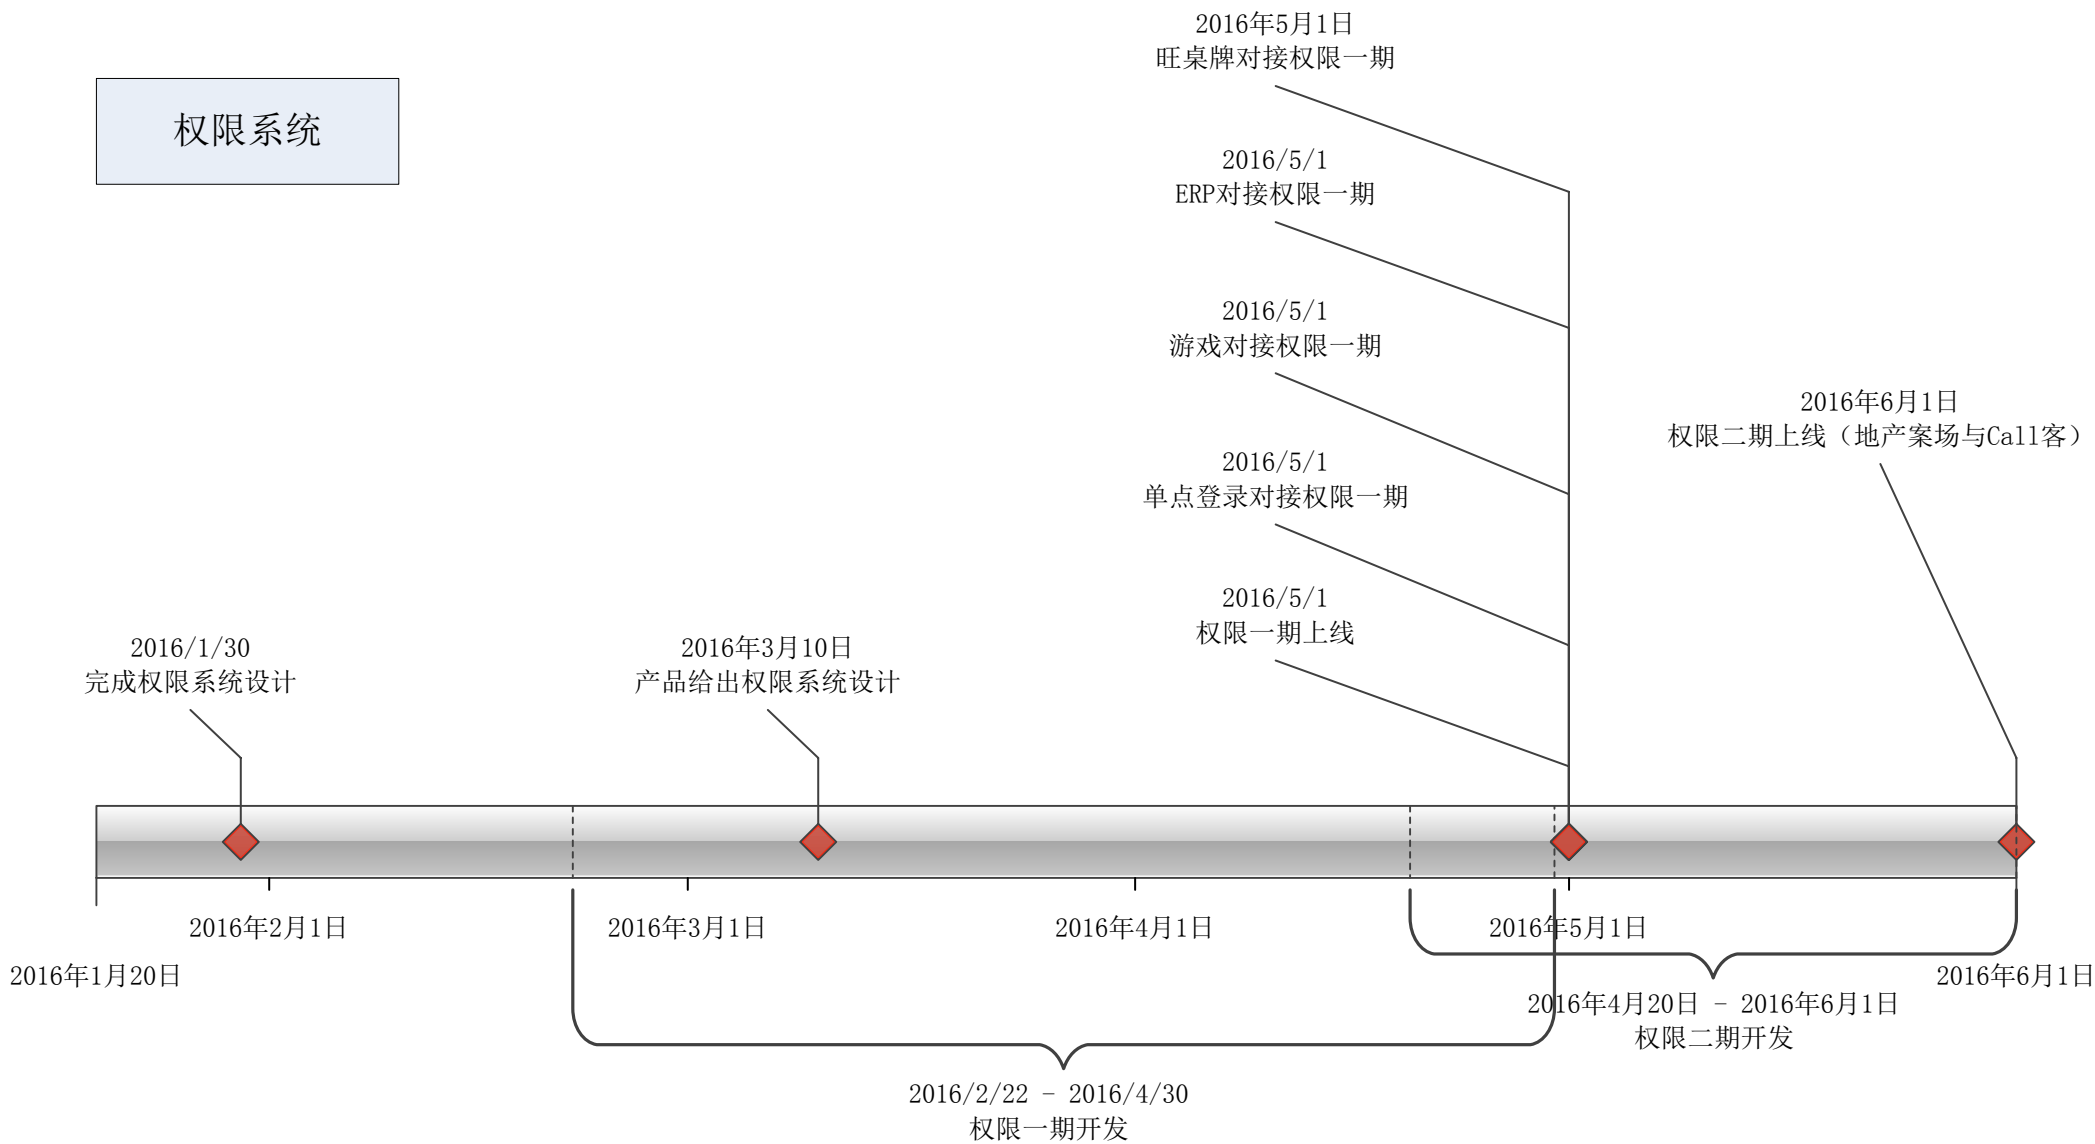 权限系统
2016年5月1日
旺桌牌对接权限一期
2016/5/1
ERP对接权限一期
2016/5/1
游戏对接权限一期
2016/5/1
单点登录对接权限一期
2016/5/1
权限一期上线
2016年6月1日
权限二期上线（地产案场与Call客）
2016/1/30
完成权限系统设计
2016年3月10日
产品给出权限系统设计
2016年2月1日
2016年3月1日
2016年4月1日
2016年5月1日
2016年1月20日
2016年6月1日
2016年4月20日 - 2016年6月1日
权限二期开发
2016/2/22 - 2016/4/30
权限一期开发